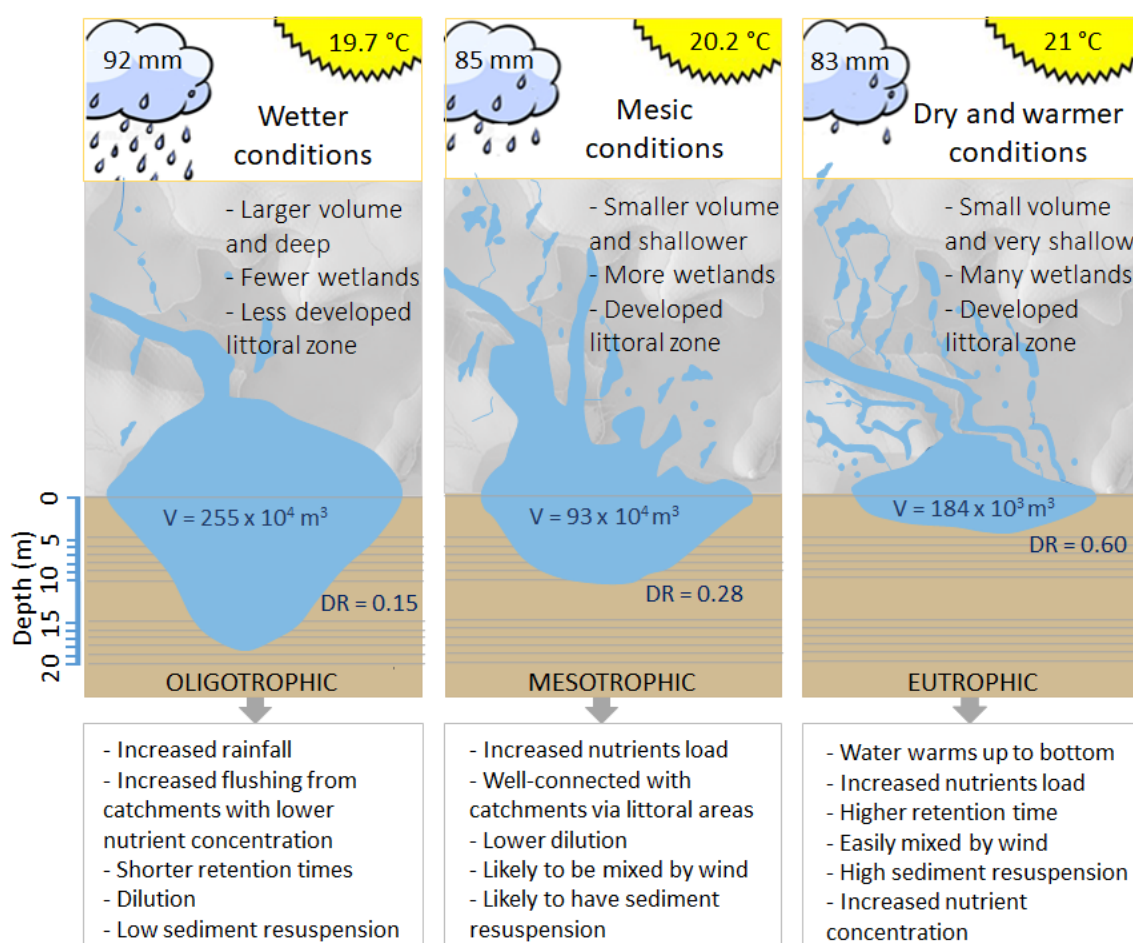 92 mm
19.7 °C
Wetter
conditions
- Larger volume
and deep
- Fewer wetlands
- Less developed
littoral zone
85 mm
20.2 °C
Mesic
conditions
- Smaller volume
and shallower
- More wetlands
- Developed
littoral zone
83 mm
21 °C
Dry and warmer
conditions
- Small volume
and very shallow
- Many wetlands
- Developed
littoral zone
Depth (m)
0
5
10
15
20
V = 255 x 10⁴ m³
DR = 0.15
OLIGOTROPHIC
V = 93 x 10⁴ m³
DR = 0.28
MESOTROPHIC
V = 184 x 10³ m³
DR = 0.60
EUTROPHIC
- Increased rainfall
- Increased flushing from
catchments with lower
nutrient concentration
- Shorter retention times
- Dilution
- Low sediment resuspension
- Increased nutrients load
- Well-connected with
catchments via littoral areas
- Lower dilution
- Likely to be mixed by wind
- Likely to have sediment
resuspension
- Water warms up to bottom
- Increased nutrients load
- Higher retention time
- Easily mixed by wind
- High sediment resuspension
- Increased nutrient
concentration